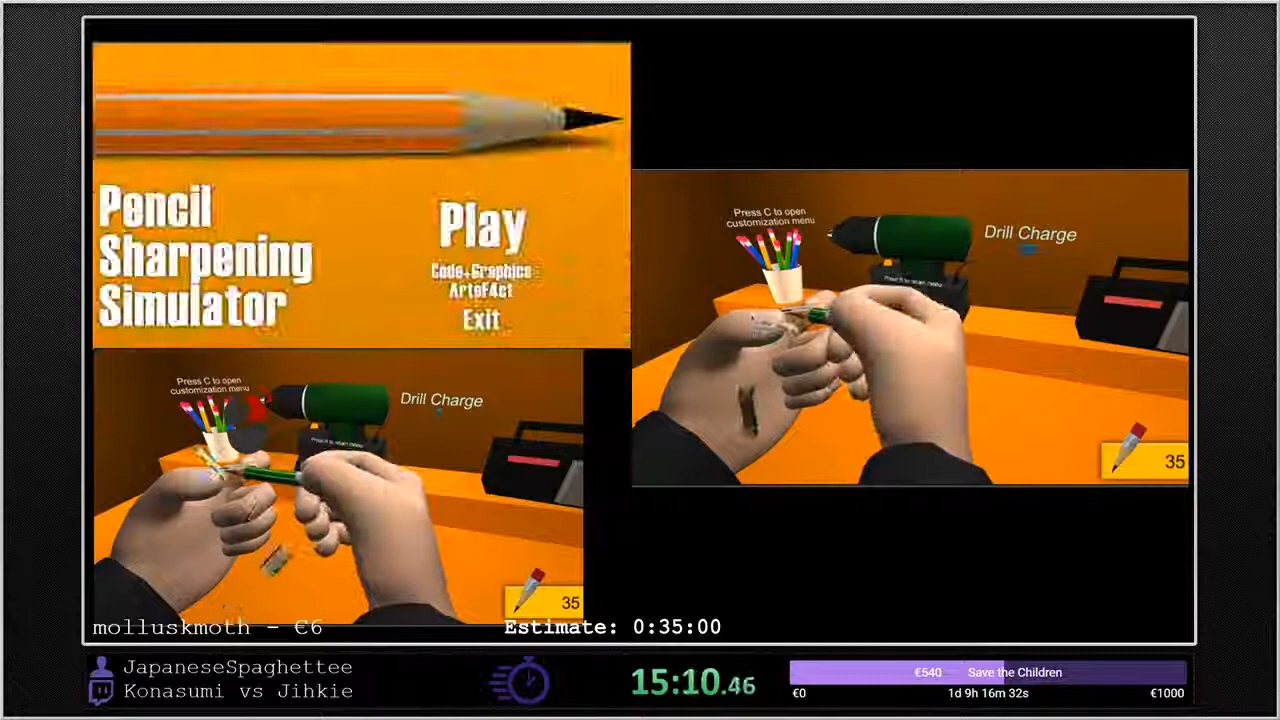 Pencil
Sharpening
Simulator
Play
Code+Graphics
ArteF4ct
Exit
Press C to open
customization menu
Drill Charge
35
Press C to open
customization menu
Drill Charge
35
molluskmoth - €6
Estimate: 0:35:00
JapaneseSpaghettee
Konasumi vs Jihkie
15:10.46
€540 Save the Children
€0 1d 9h 16m 32s €1000